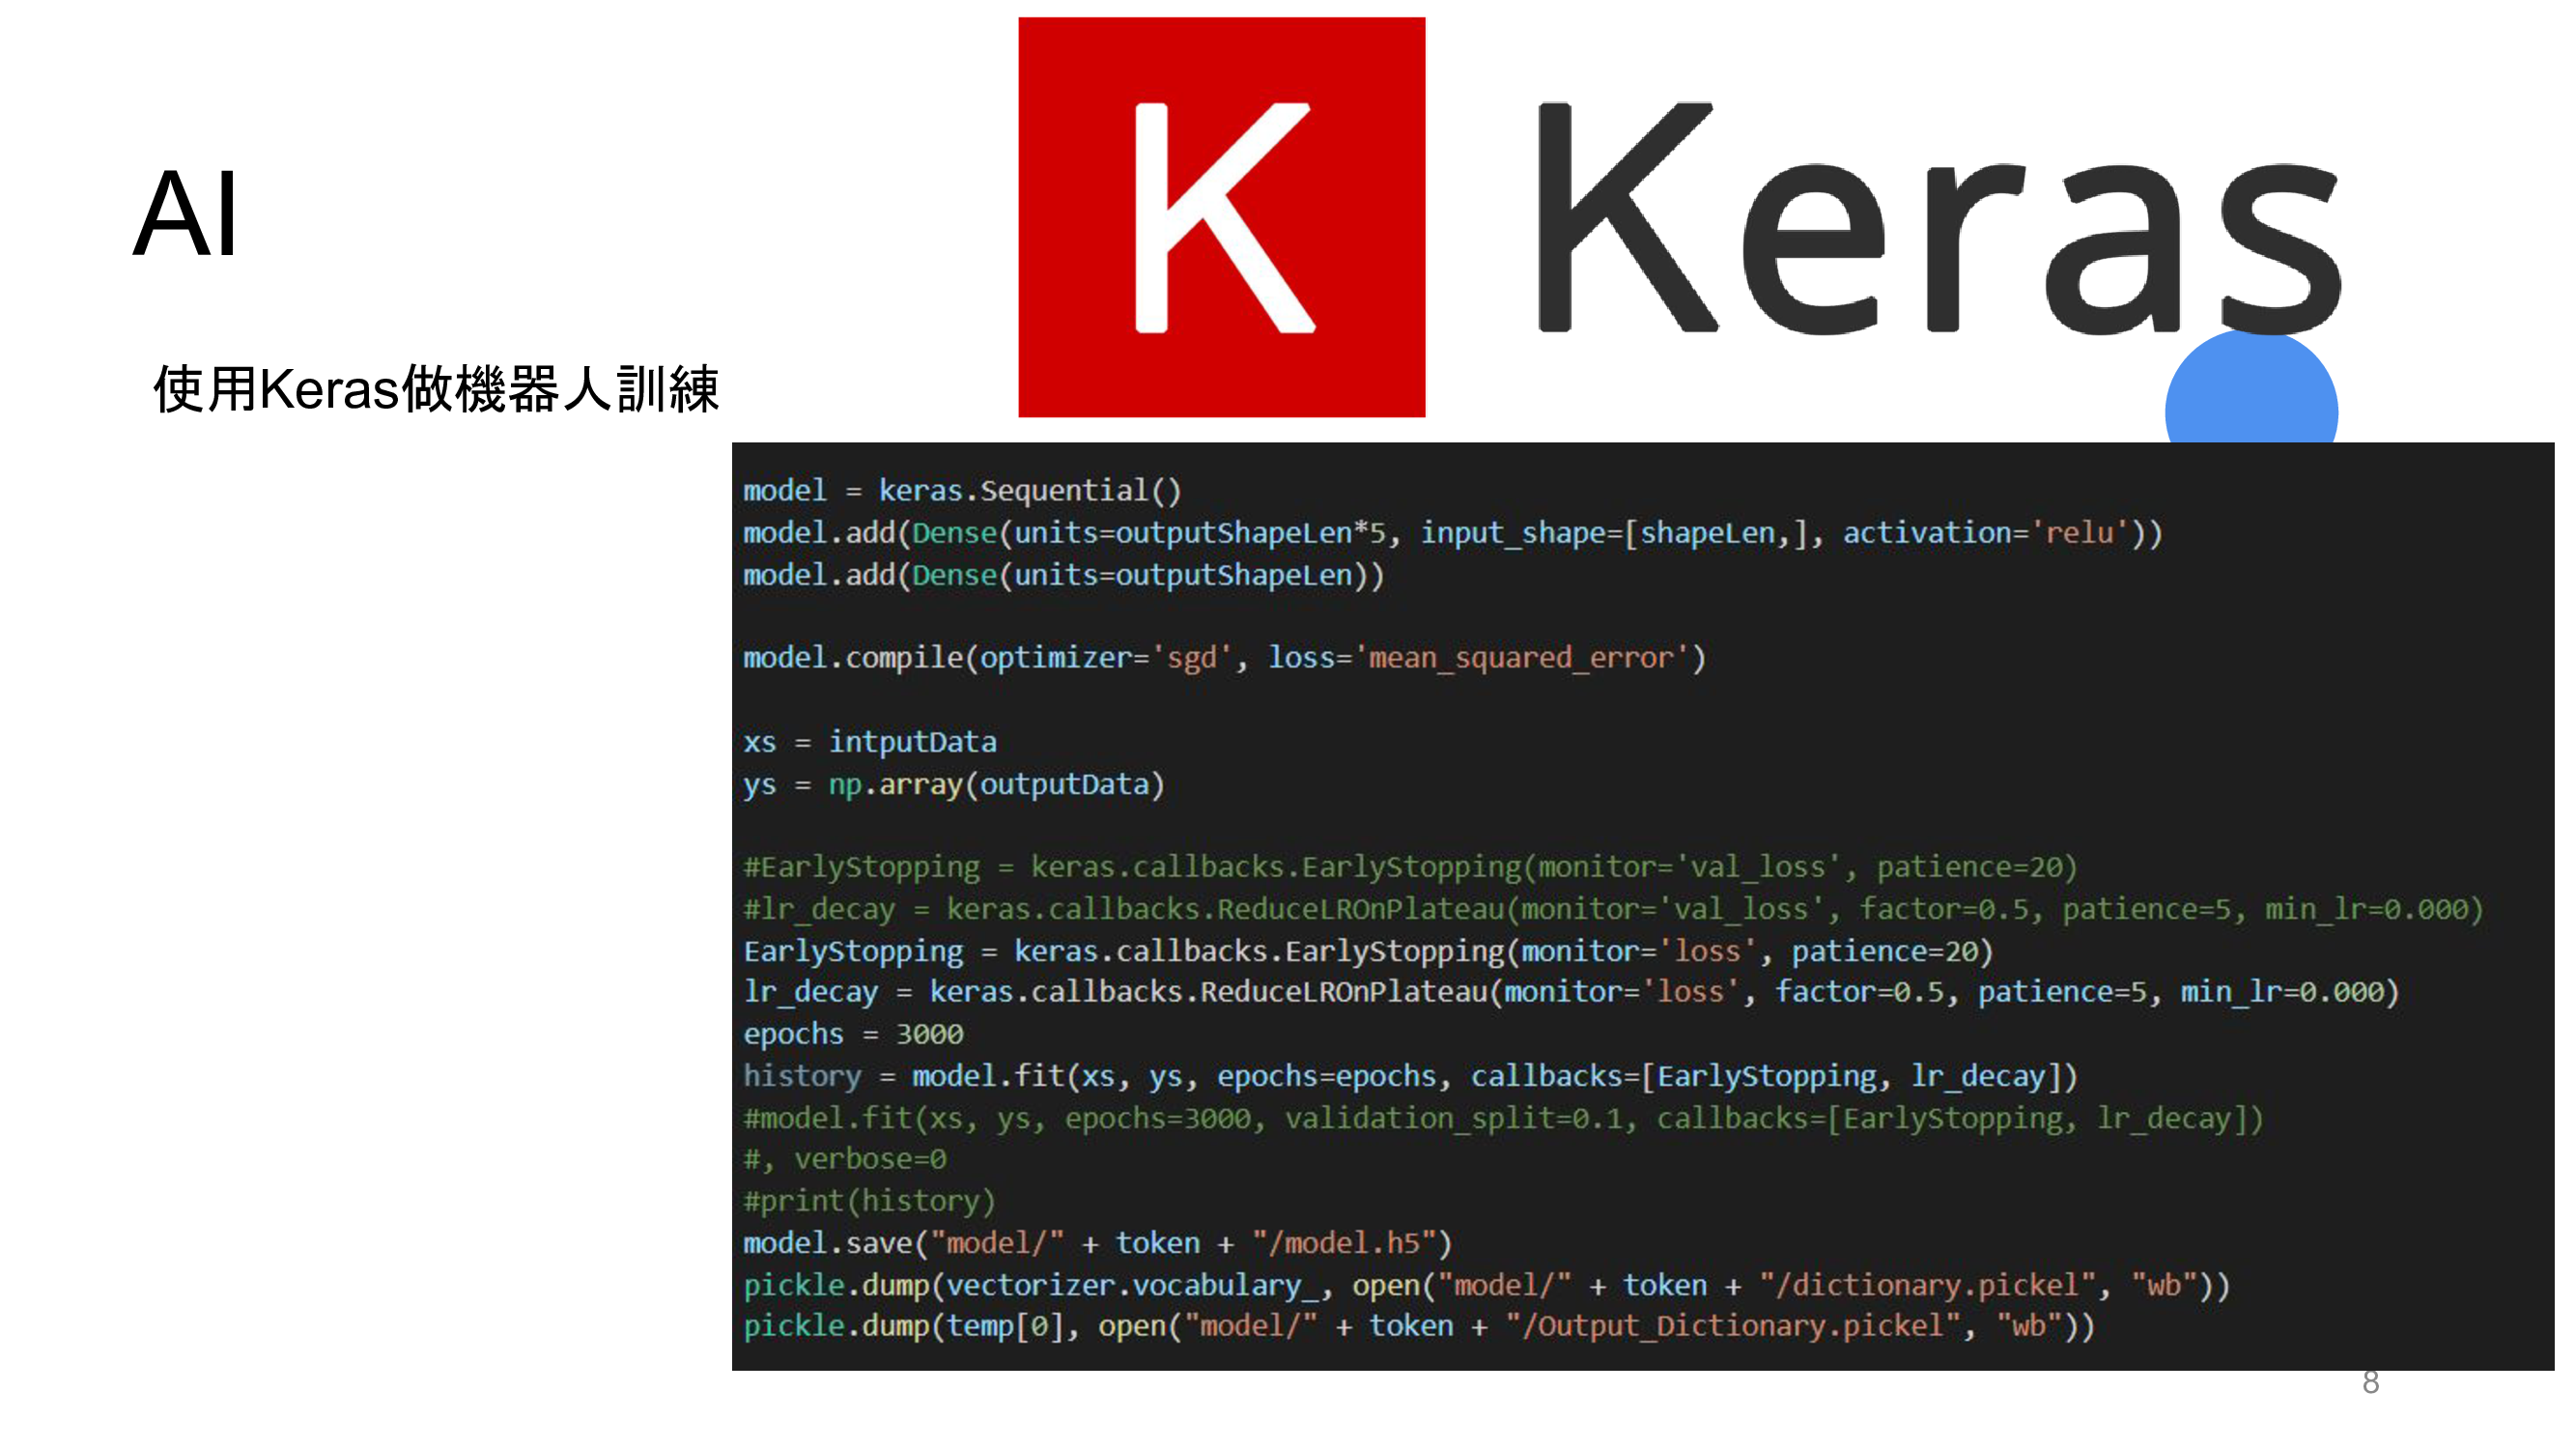 K Keras
AI
使用Keras做機器人訓練
model = keras.Sequential()
model.add(Dense(units=outputShapeLen*5, input_shape=[shapeLen,], activation='relu'))
model.add(Dense(units=outputShapeLen))
model.compile(optimizer='sgd', loss='mean_squared_error')
xs = intputData
ys = np.array(outputData)
#EarlyStopping = keras.callbacks.EarlyStopping(monitor='val_loss', patience=20)
#lr_decay = keras.callbacks.ReduceLROnPlateau(monitor='val_loss', factor=0.5, patience=5, min_lr=0.000)
EarlyStopping = keras.callbacks.EarlyStopping(monitor='loss', patience=20)
lr_decay = keras.callbacks.ReduceLROnPlateau(monitor='loss', factor=0.5, patience=5, min_lr=0.000)
epochs = 3000
history = model.fit(xs, ys, epochs=epochs, callbacks=[EarlyStopping, lr_decay])
#model.fit(xs, ys, epochs=3000, validation_split=0.1, callbacks=[EarlyStopping, lr_decay])
#, verbose=0
#print(history)
model.save("model/" + token + "/model.h5")
pickle.dump(vectorizer.vocabulary_, open("model/" + token + "/dictionary.pickel", "wb"))
pickle.dump(temp[0], open("model/" + token + "/Output_Dictionary.pickel", "wb"))
8